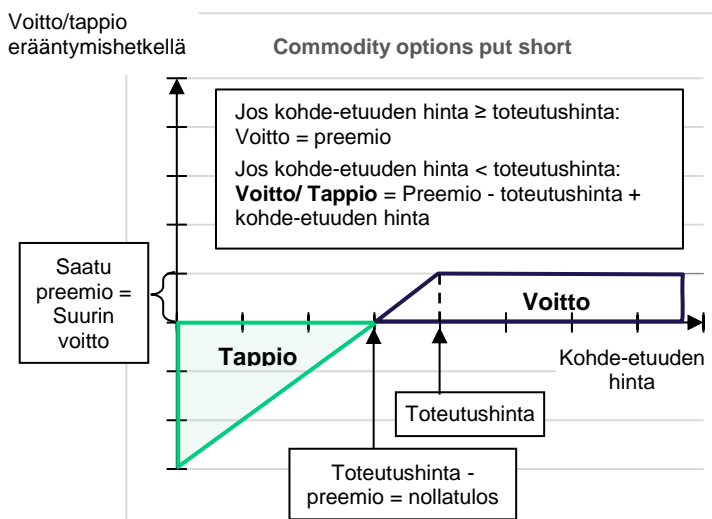 Voitto/tappio
erääntymishetkellä
Commodity options put short
Jos kohde-etuuden hinta ≥ toteutushinta:
Voitto = preemio
Jos kohde-etuuden hinta < toteutushinta:
Voitto/ Tappio = Preemio - toteutushinta +
kohde-etuuden hinta
Saatu
preemio =
Suurin
voitto
Voitto
Tappio
Kohde-etuuden
hinta
Toteutushinta
Toteutushinta -
preemio = nollatulos